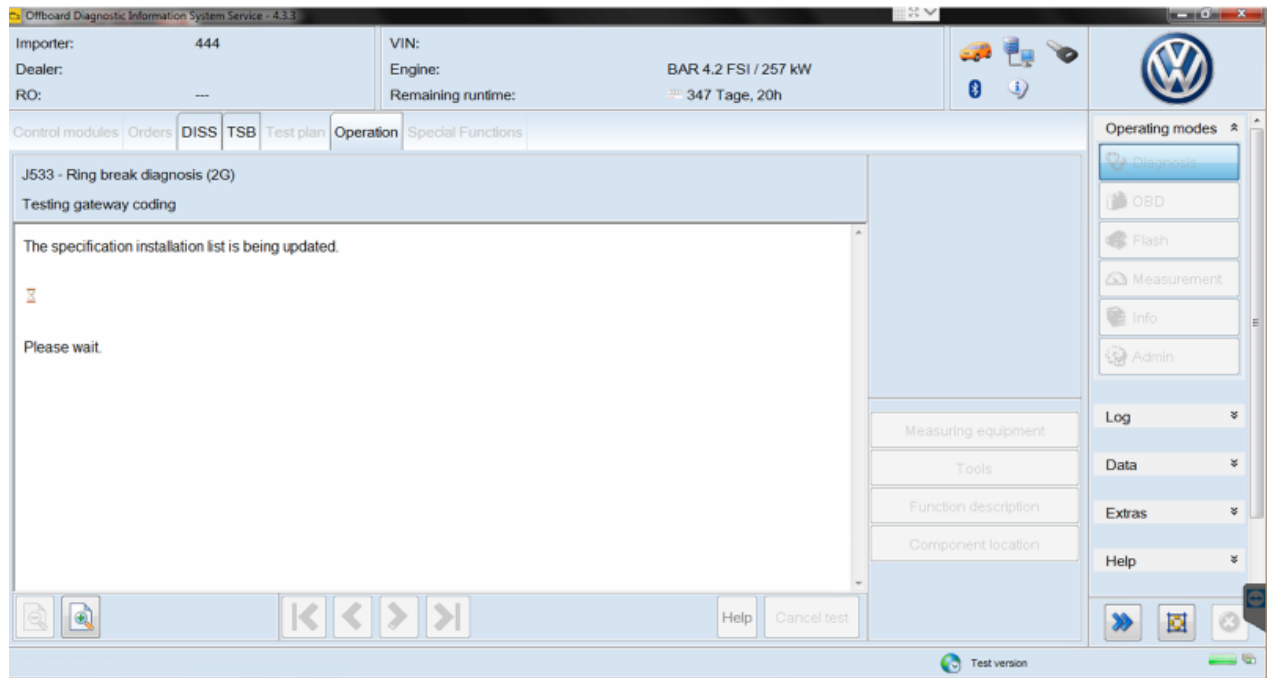 Offboard Diagnostic Information System Service - 4.3.3
Importer: 444
Dealer:
RO: ---
VIN:
Engine: BAR 4.2 FSI / 257 kW
Remaining runtime: 347 Tage, 20h
Control modules Orders DISS TSB Test plan Operation Special Functions
J533 - Ring break diagnosis (2G)
Testing gateway coding
The specification installation list is being updated.
Please wait.
Measuring equipment
Tools
Function description
Component location
Help Cancel test
Operating modes
Diagnosis
OBD
Flash
Measurement
Info
Admin
Log
Data
Extras
Help
Test version